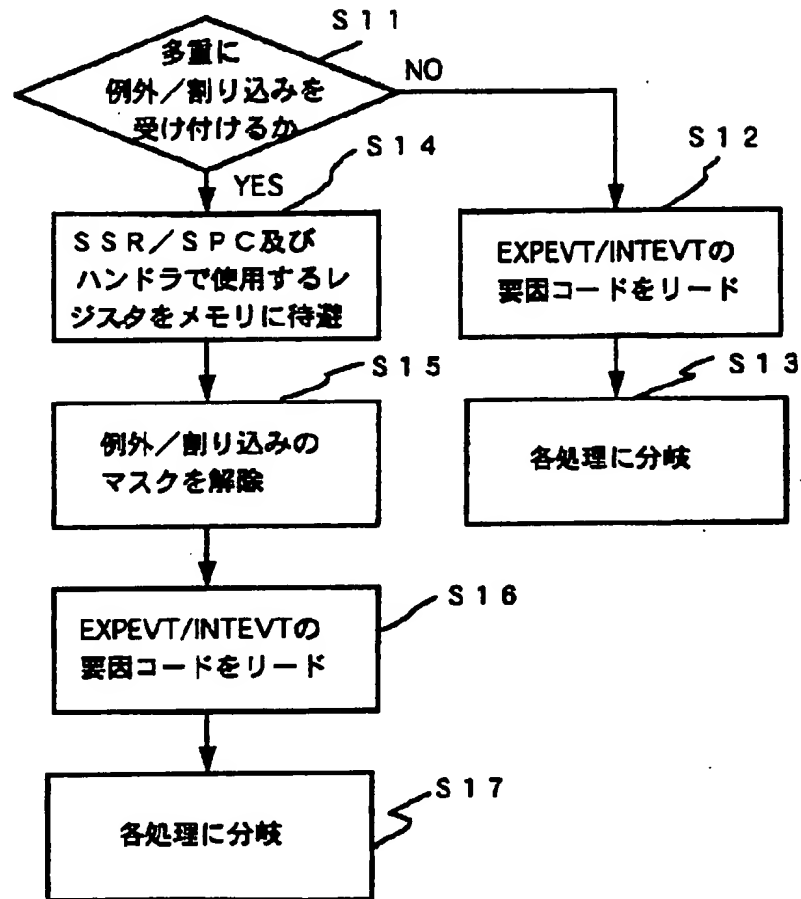 S11
多重に
例外／割り込みを
受け付けるか
NO
YES
S14
SSR／SPC及び
ハンドラで使用するレ
ジスタをメモリに待避
S12
EXPEVT/INTEVTの
要因コードをリード
S15
例外／割り込みの
マスクを解除
S13
各処理に分岐
S16
EXPEVT/INTEVTの
要因コードをリード
S17
各処理に分岐